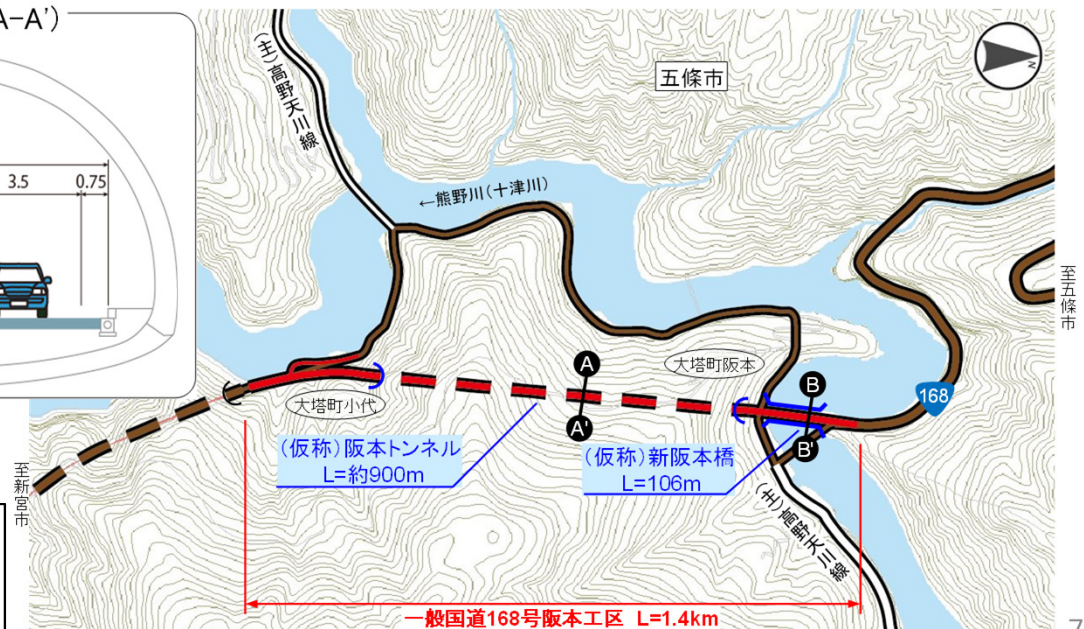 A-A')
3.5
0.75
(主)高野天川線
五條市
N
←熊野川(十津川)
至五條市
大塔町阪本
168
A
A'
B
B'
大塔町小代
(仮称)阪本トンネル
L=約900m
(仮称)新阪本橋
L=106m
至新宮市
(主)高野天川線
一般国道168号阪本工区 L=1.4km
7